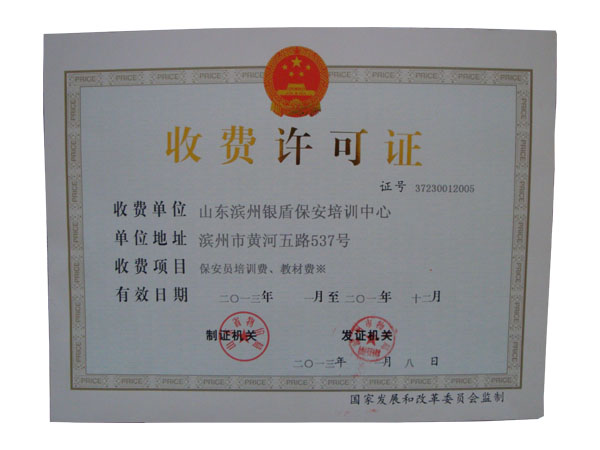 收费许可证
证号 37230012005
收费单位 山东滨州银盾保安培训中心
单位地址 滨州市黄河五路537号
收费项目 保安员培训费、教材费※
有效日期 二〇一三年 一月至二〇一 年 十二月
制证机关 发证机关
二〇一三年 一月 八 日
国家发展和改革委员会监制
PRICE